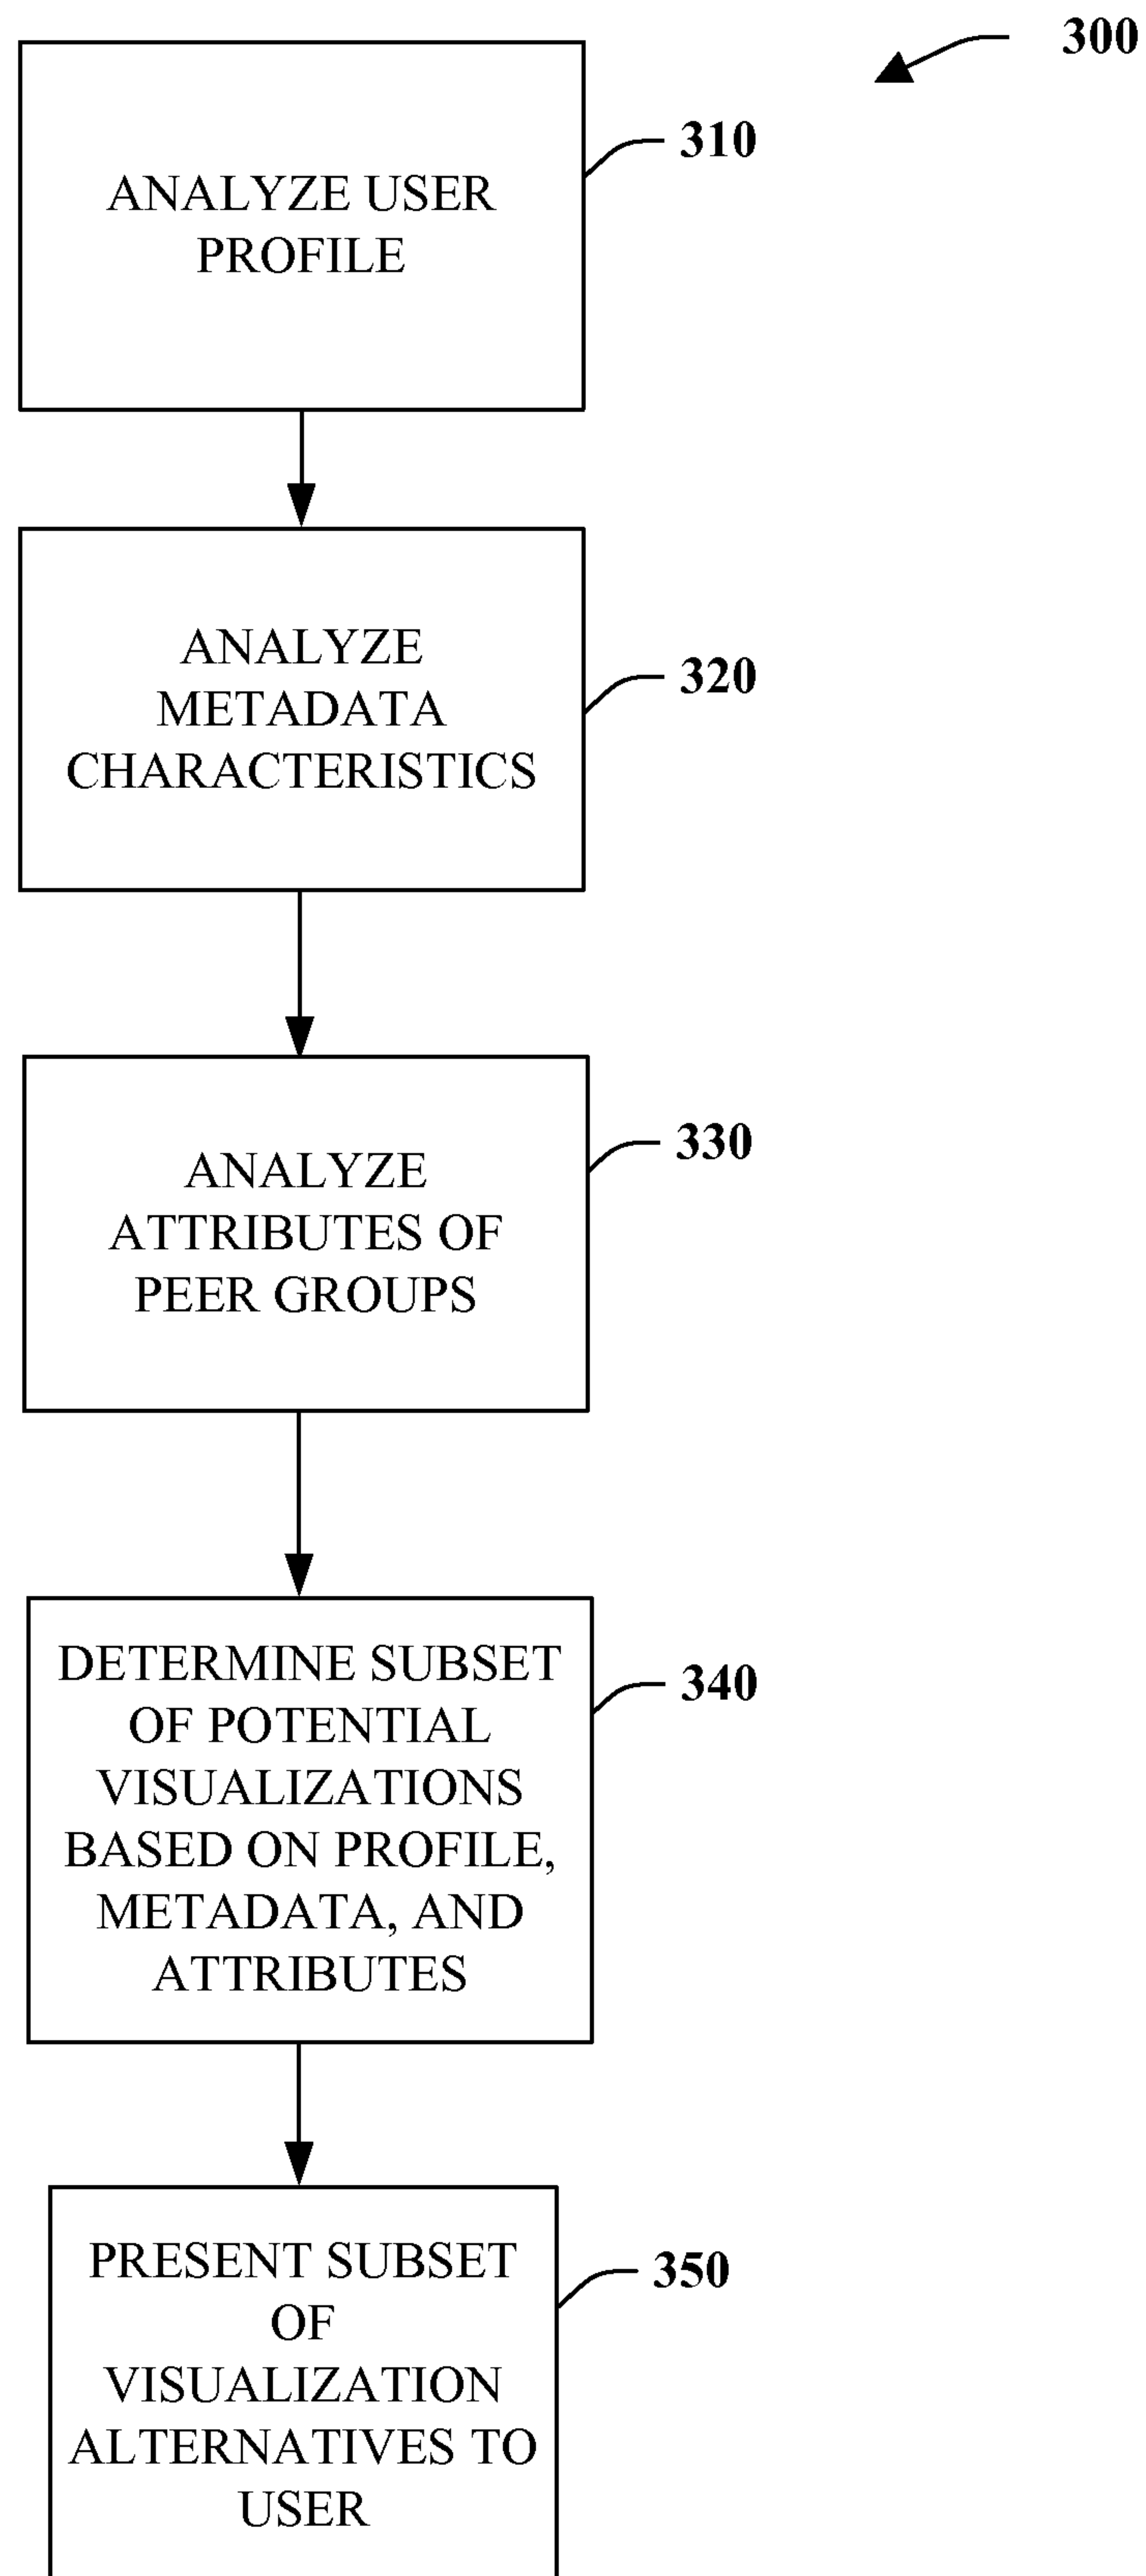 300
310
ANALYZE USER
PROFILE
320
ANALYZE
METADATA
CHARACTERISTICS
330
ANALYZE
ATTRIBUTES OF
PEER GROUPS
340
DETERMINE SUBSET
OF POTENTIAL
VISUALIZATIONS
BASED ON PROFILE,
METADATA, AND
ATTRIBUTES
350
PRESENT SUBSET
OF
VISUALIZATION
ALTERNATIVES TO
USER